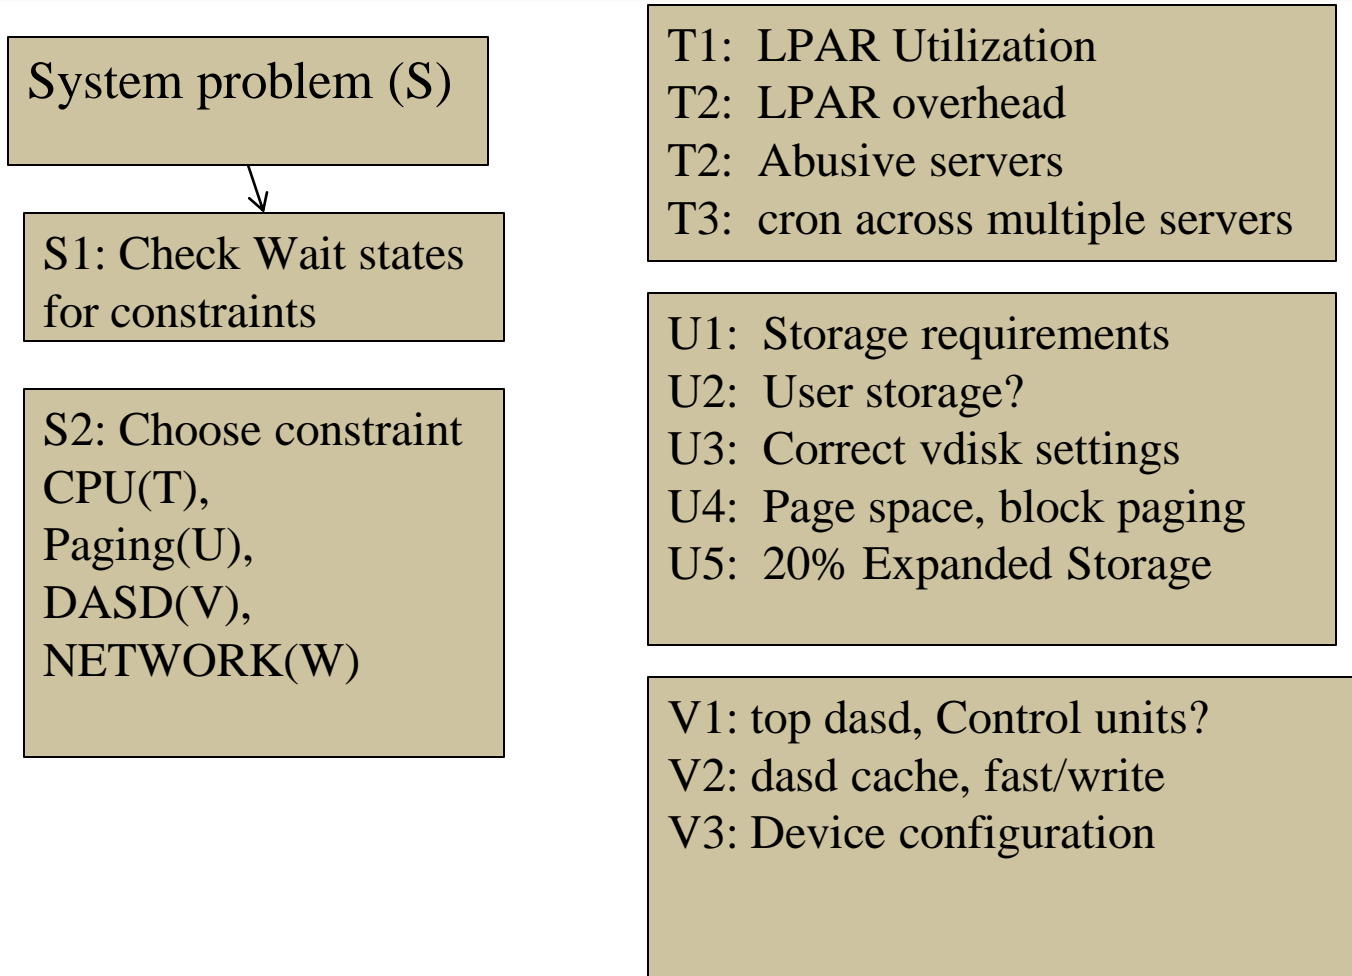 System problem (S)
S1: Check Wait states
for constraints
S2: Choose constraint
CPU(T),
Paging(U),
DASD(V),
NETWORK(W)
T1: LPAR Utilization
T2: LPAR overhead
T2: Abusive servers
T3: cron across multiple servers
U1: Storage requirements
U2: User storage?
U3: Correct vdisk settings
U4: Page space, block paging
U5: 20% Expanded Storage
V1: top dasd, Control units?
V2: dasd cache, fast/write
V3: Device configuration